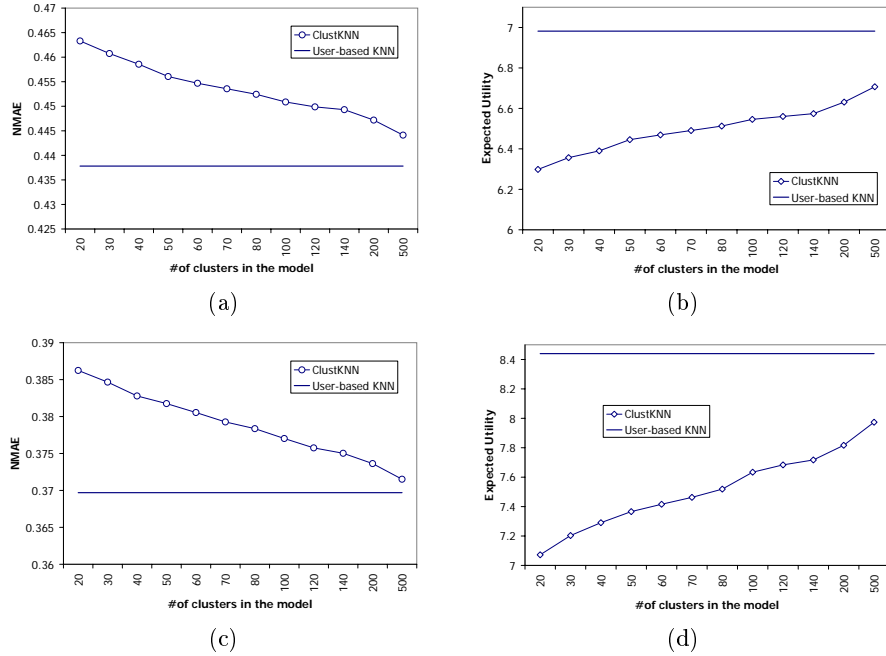 0.47
0.465
0.46
0.455
0.45
0.445
0.44
0.435
0.43
0.425
NMAE
ClustKNN
User-based KNN
20 30 40 50 60 70 80 100 120 140 200 500
#of clusters in the model
(a)
7
6.8
6.6
6.4
6.2
6
Expected Utility
ClustKNN
User-based KNN
20 30 40 50 60 70 80 100 120 140 200 500
#of clusters in the model
(b)
0.39
0.385
0.38
0.375
0.37
0.365
0.36
NMAE
ClustKNN
User-based KNN
20 30 40 50 60 70 80 100 120 140 200 500
#of clusters in the model
(c)
8.4
8.2
8
7.8
7.6
7.4
7.2
7
Expected Utility
ClustKNN
User-based KNN
20 30 40 50 60 70 80 100 120 140 200 500
#of clusters in the model
(d)